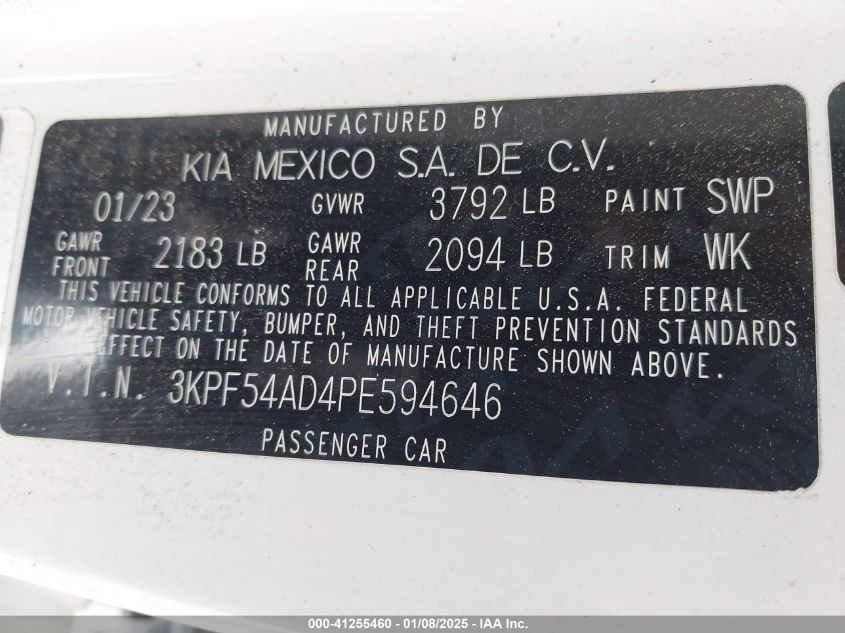 MANUFACTURED BY
KIA MEXICO S.A. DE C.V.
01/23 GVWR 3792 LB PAINT SWP
GAWR FRONT 2183 LB GAWR REAR 2094 LB TRIM WK
THIS VEHICLE CONFORMS TO ALL APPLICABLE U.S.A. FEDERAL
MOTOR VEHICLE SAFETY, BUMPER, AND THEFT PREVENTION STANDARDS
EFFECT ON THE DATE OF MANUFACTURE SHOWN ABOVE.
V.I.N. 3KPF54AD4PE594646
PASSENGER CAR
000-41255460 - 01/08/2025 - IAA Inc.